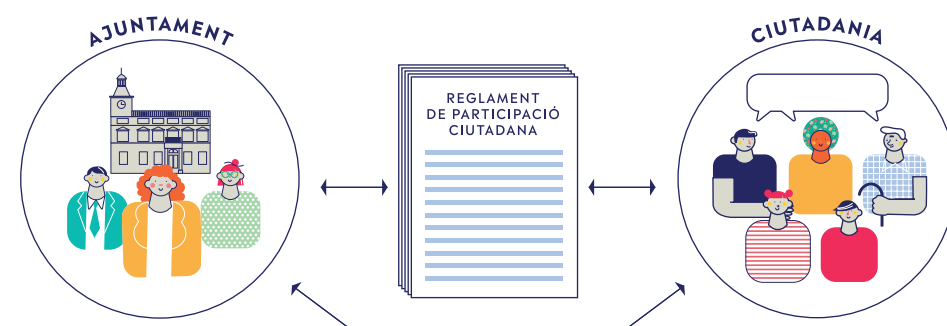 AJUNTAMENT
CIUTADANIA
REGLAMENT
DE PARTICIPACIÓ
CIUTADANA